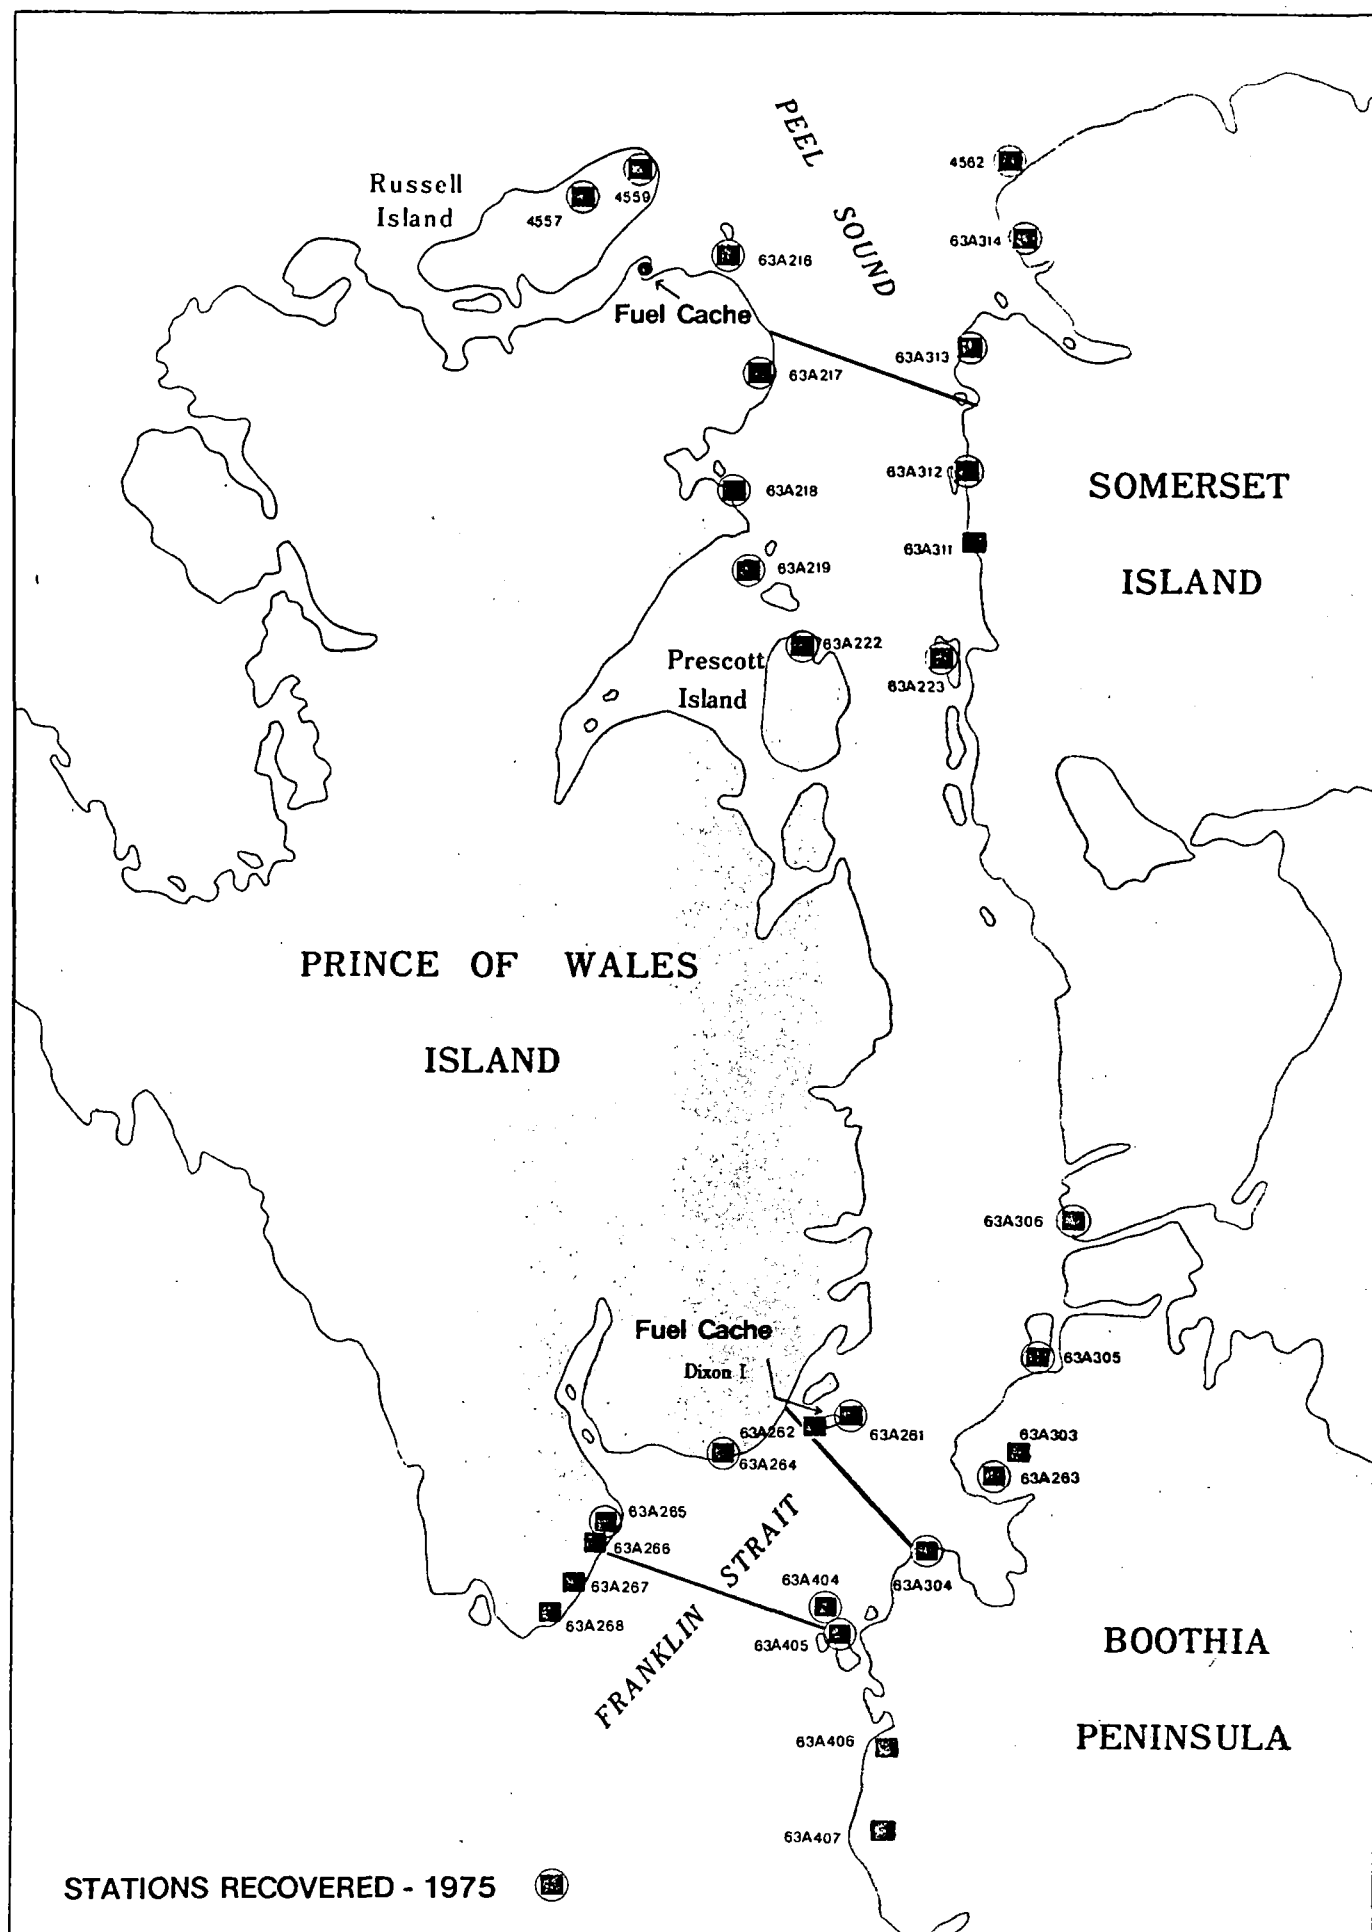 PEEL
SOUND
Russell
Island
4559
4557
4562
63A314
63A216
Fuel Cache
63A313
63A217
63A312
63A218
SOMERSET
ISLAND
63A311
63A219
63A222
Prescott
Island
63A223
PRINCE OF WALES
ISLAND
63A306
Fuel Cache
Dixon I
63A305
63A262
63A261
63A303
63A264
63A263
63A265
63A266
63A267
63A268
FRANKLIN STRAIT
63A404
63A304
63A405
BOOTHIA
PENINSULA
63A406
63A407
STATIONS RECOVERED - 1975